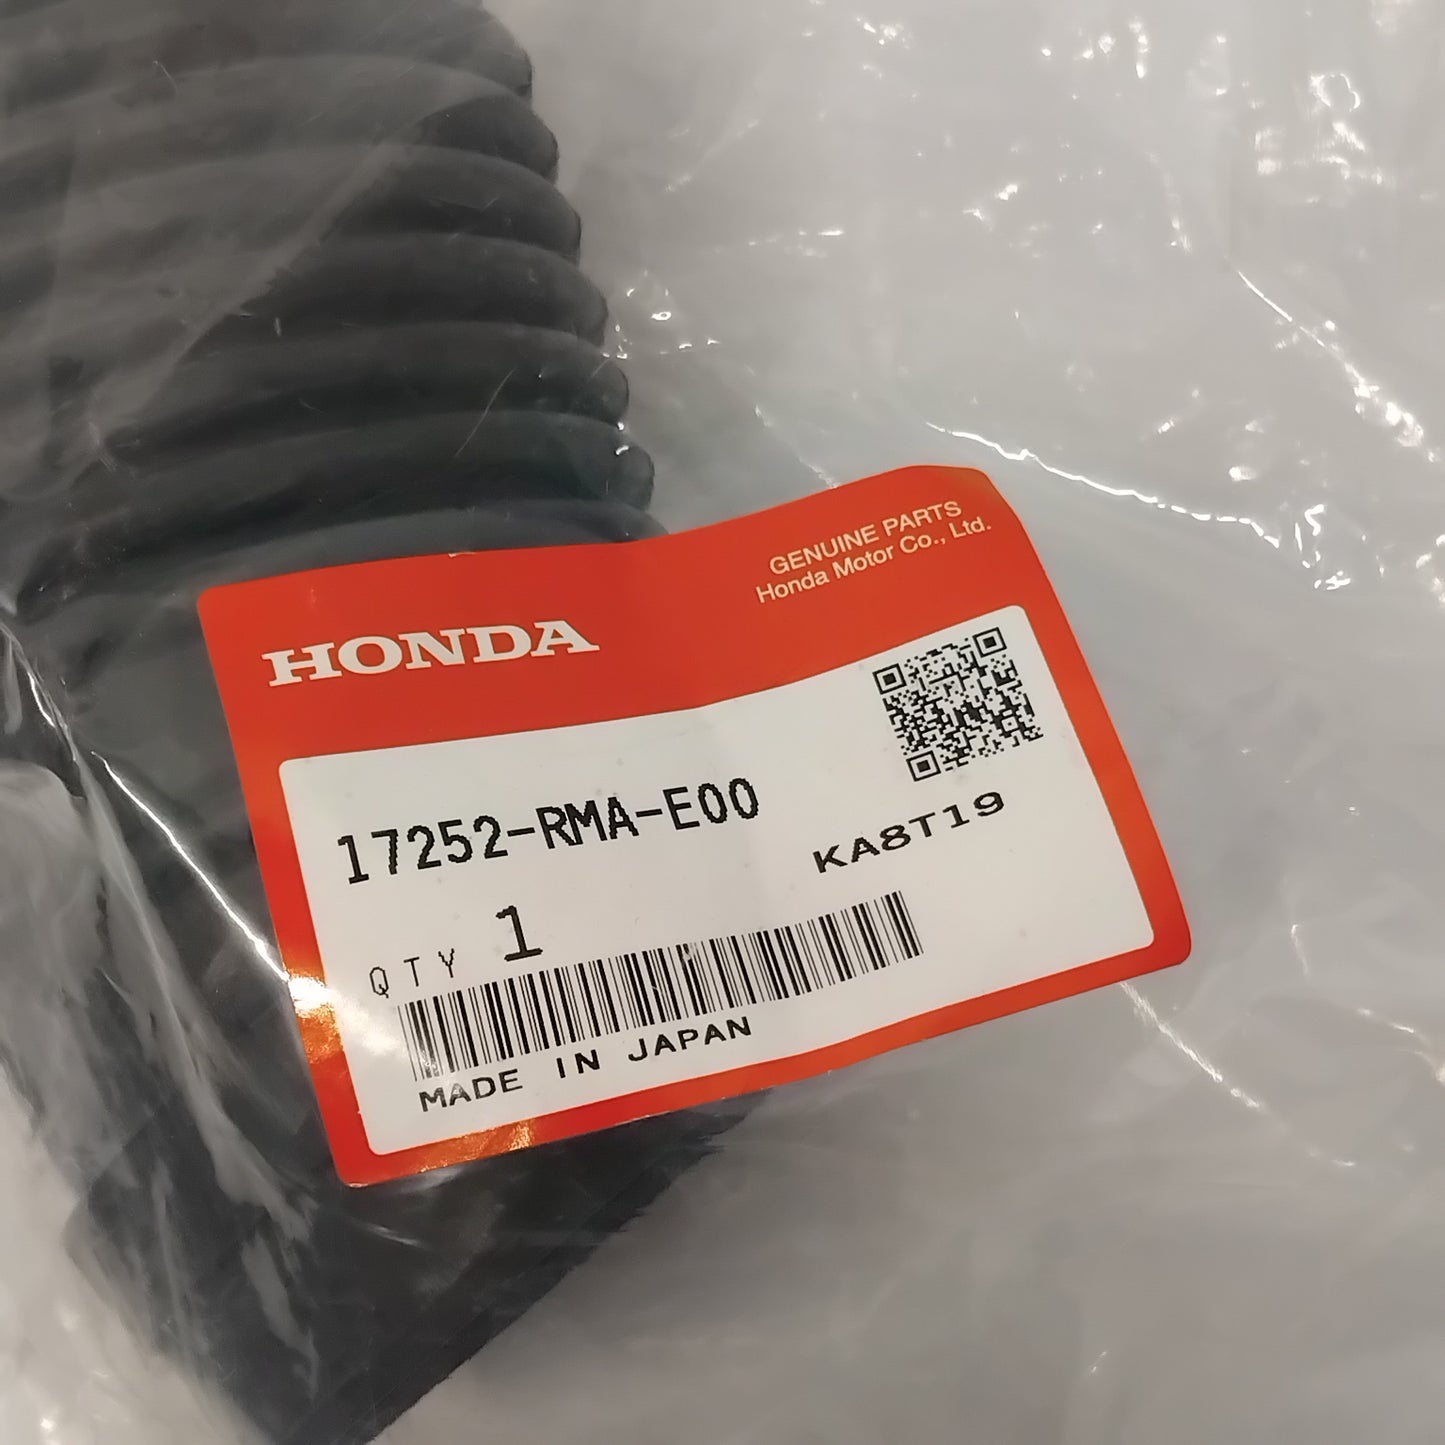 GENUINE PARTS
Honda Motor Co., Ltd.
HONDA
17252-RMA-E00
KA8T19
QTY 1
MADE IN JAPAN